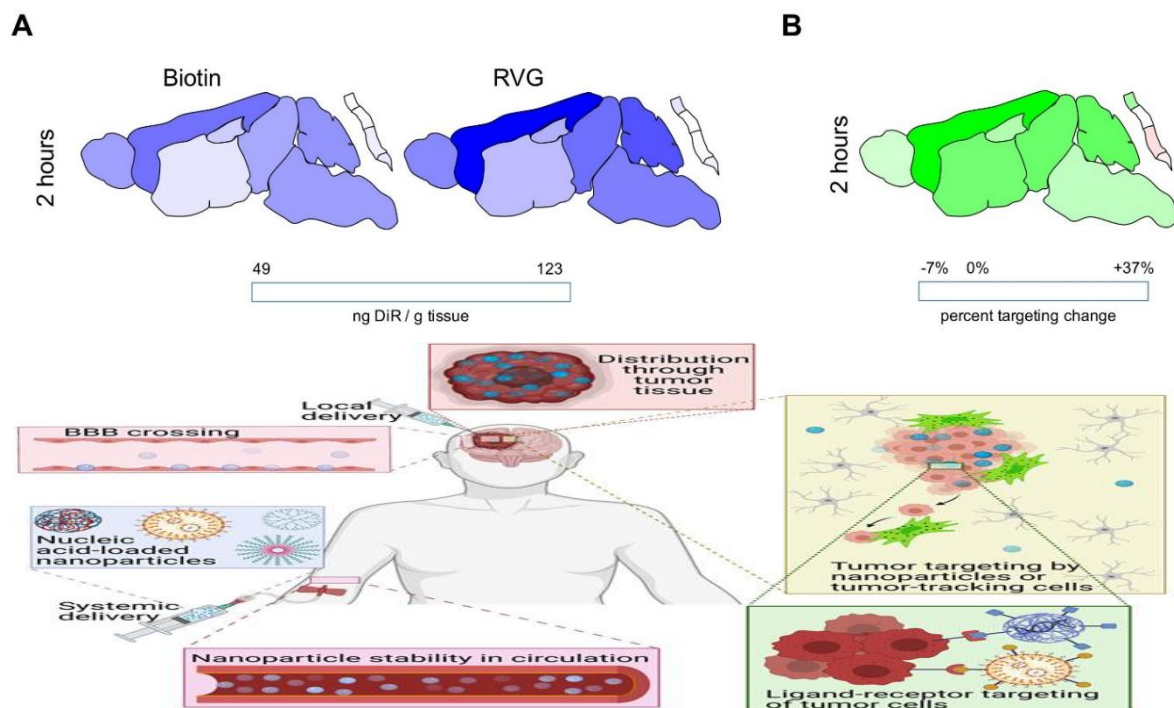 A
B
Biotin
RVG
2 hours
2 hours
49
123
ng DiR / g tissue
-7%
0%
+37%
percent targeting change
Distribution
through
tumor
tissue
Local
delivery
BBB crossing
Nucleic
acid-loaded
nanoparticles
Systemic
delivery
Nanoparticle stability in circulation
Tumor targeting by
nanoparticles or
tumor-tracking cells
Ligand-receptor targeting
of tumor cells